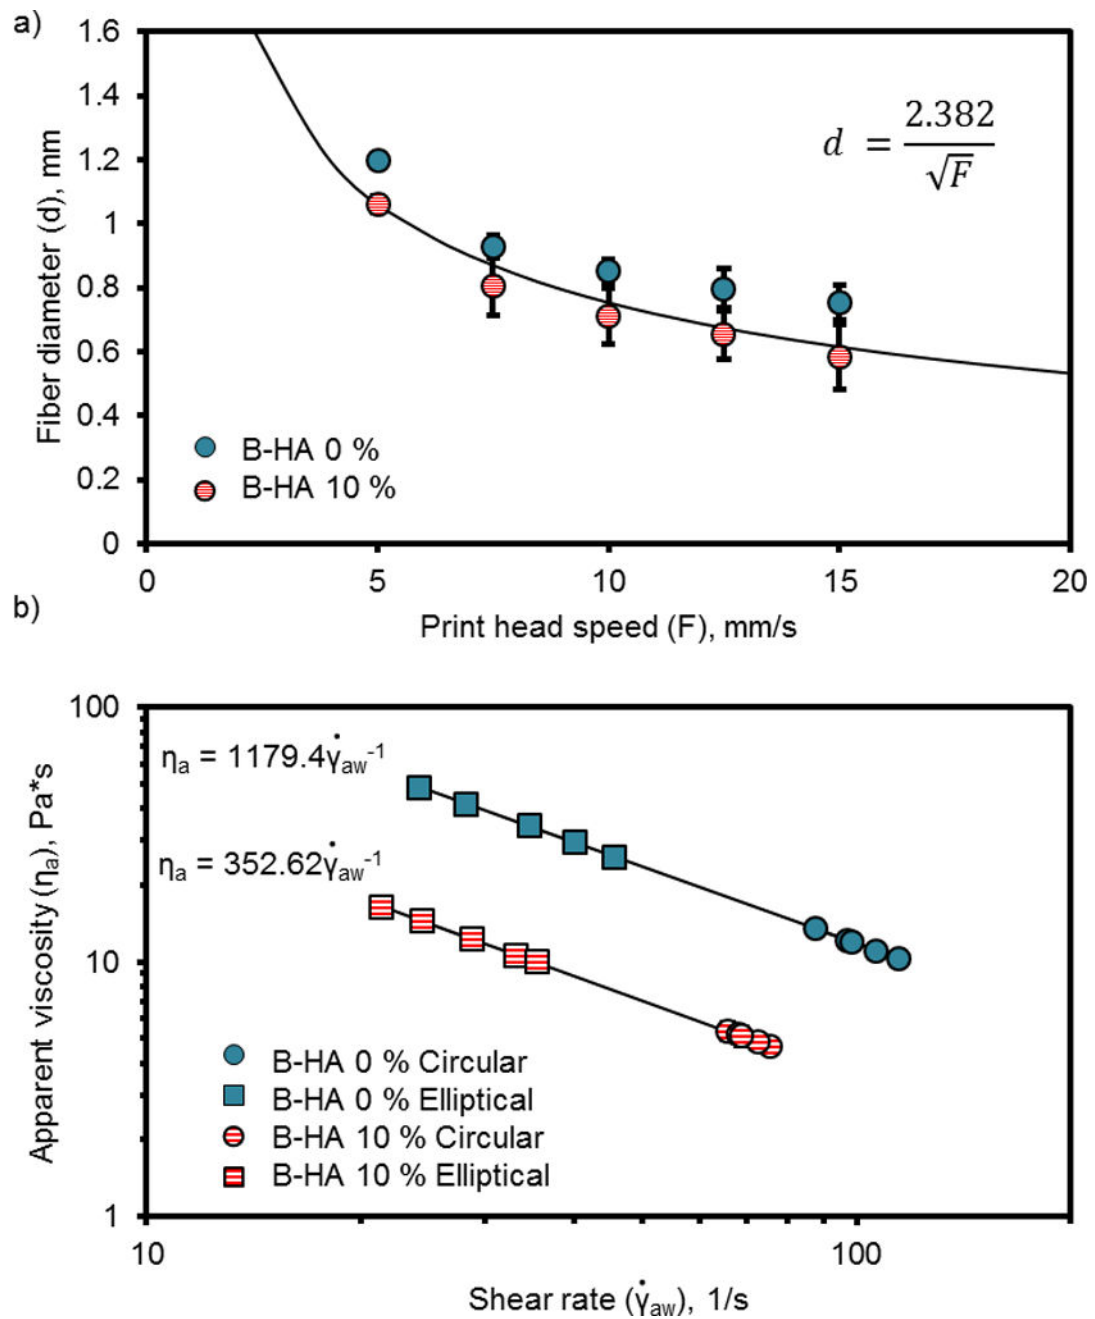 a)
1.6
1.4
1.2
1
0.8
0.6
0.4
0.2
0
Fiber diameter (d), mm
d = 2.382 / √F
B-HA 0 %
B-HA 10 %
0 5 10 15 20
Print head speed (F), mm/s
b)
100
10
1
Apparent viscosity (ηa), Pa*s
ηₐ = 1179.4γ̇aw⁻¹
ηₐ = 352.62γ̇aw⁻¹
B-HA 0 % Circular
B-HA 0 % Elliptical
B-HA 10 % Circular
B-HA 10 % Elliptical
10 100
Shear rate (γ̇aw), 1/s